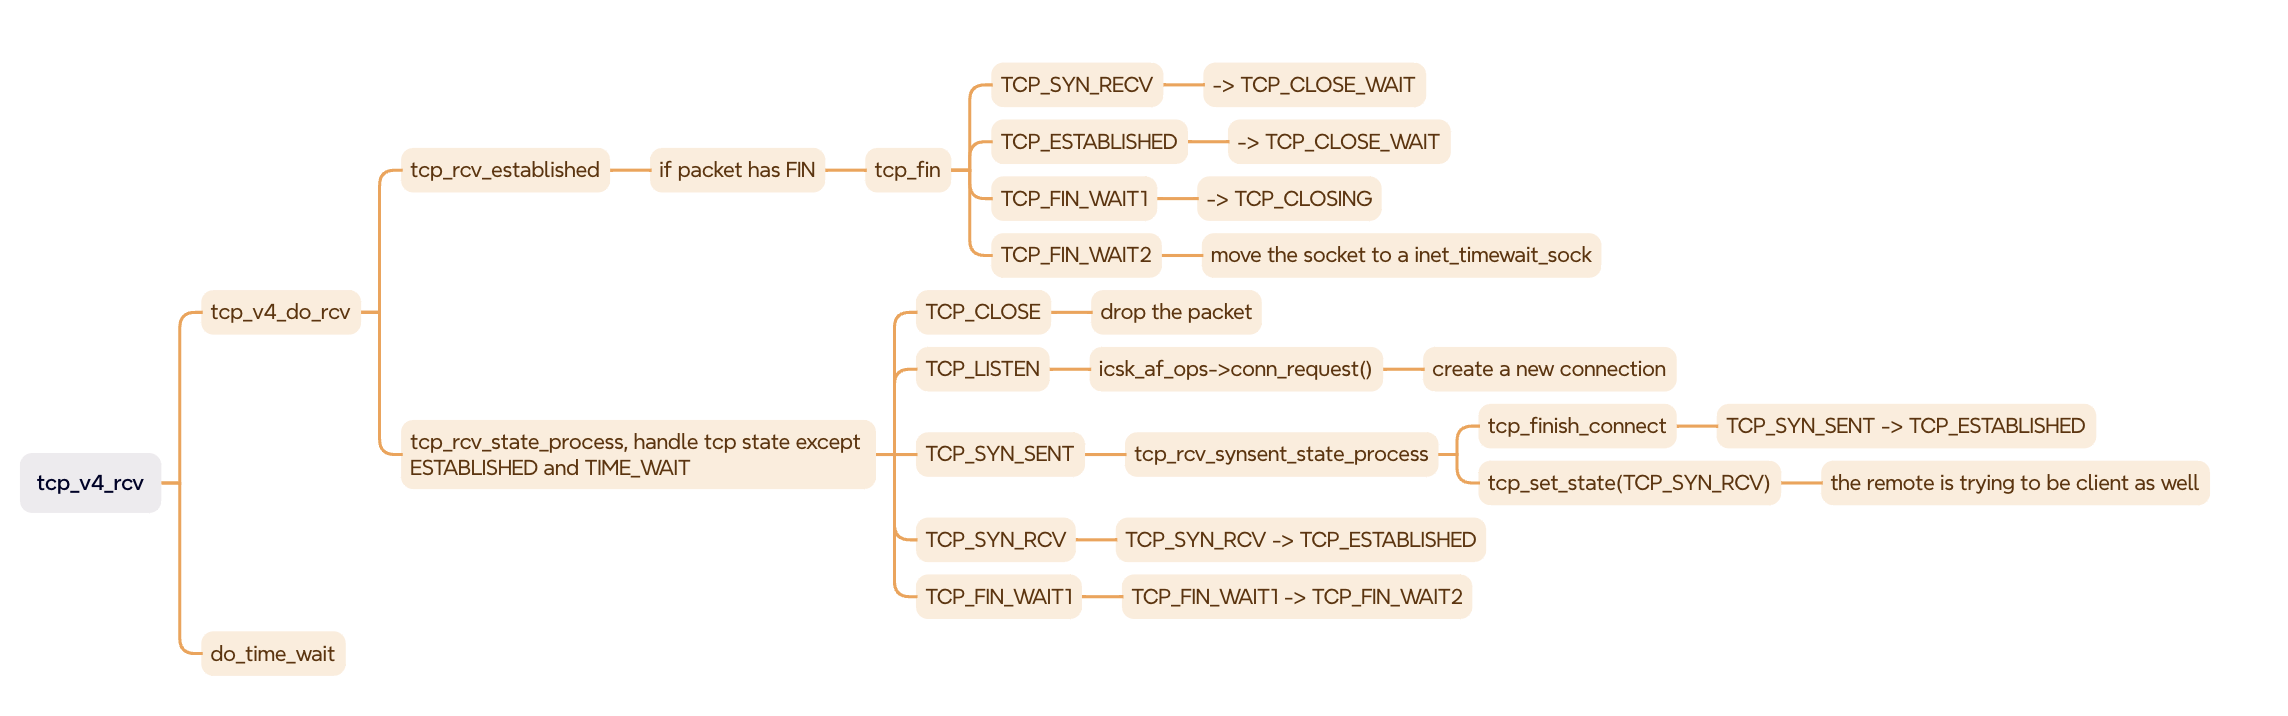 TCP_SYN_RECV
-> TCP_CLOSE_WAIT
TCP_ESTABLISHED
-> TCP_CLOSE_WAIT
tcp_rcv_established
if packet has FIN
tcp_fin
TCP_FIN_WAIT1
-> TCP_CLOSING
TCP_FIN_WAIT2
move the socket to a inet_timewait_sock
tcp_v4_do_rcv
TCP_CLOSE
drop the packet
TCP_LISTEN
icsk_af_ops->conn_request()
create a new connection
tcp_finish_connect
TCP_SYN_SENT -> TCP_ESTABLISHED
tcp_rcv_state_process, handle tcp state except
ESTABLISHED and TIME_WAIT
TCP_SYN_SENT
tcp_rcv_synsent_state_process
tcp_v4_rcv
tcp_set_state(TCP_SYN_RCV)
the remote is trying to be client as well
TCP_SYN_RCV
TCP_SYN_RCV -> TCP_ESTABLISHED
TCP_FIN_WAIT1
TCP_FIN_WAIT1 -> TCP_FIN_WAIT2
do_time_wait